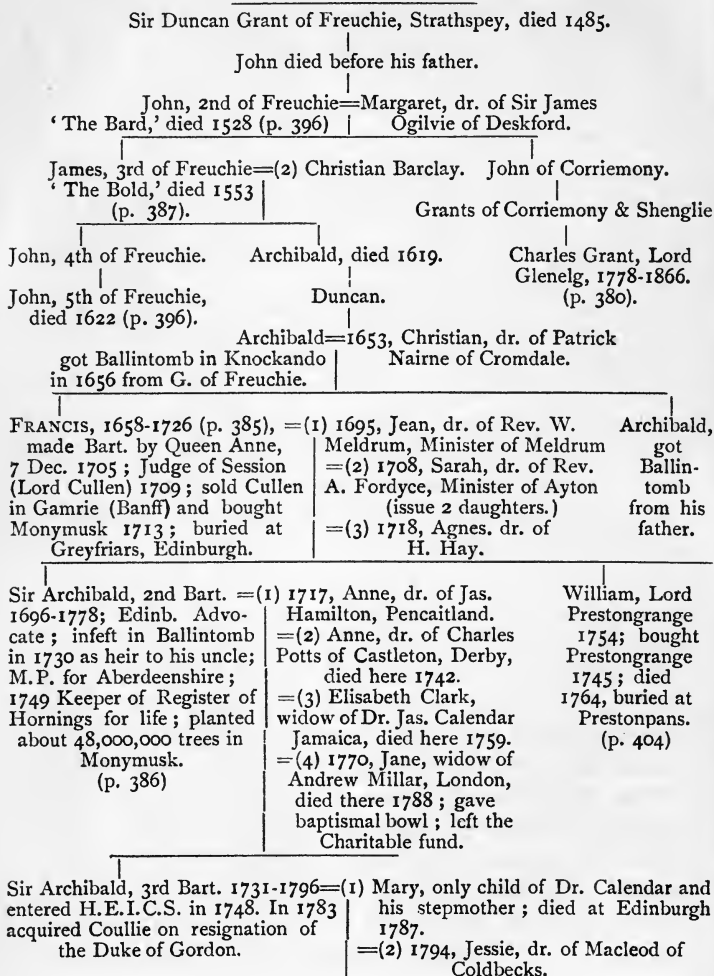 Sir Duncan Grant of Freuchie, Strathspey, died 1485.
John died before his father.
John, 2nd of Freuchie=Margaret, dr. of Sir James
‘ The Bard,’ died 1528 (p. 396) Ogilvie of Deskford.
James, 3rd of Freuchie=(2) Christian Barclay. John of Corriemony.
‘ The Bold,’ died 1553
(p. 387). Grants of Corriemony & Shenglie
John, 4th of Freuchie. Archibald, died 1619. Charles Grant, Lord
Glenelg, 1778-1866.
John, 5th of Freuchie, Duncan. (p. 380).
died 1622 (p. 396).
Archibald=1653, Christian, dr. of Patrick
got Ballintomb in Knockando Nairne of Cromdale.
in 1656 from G. of Freuchie.
FRANCIS, 1658-1726 (p. 385), =(1) 1695, Jean, dr. of Rev. W. Archibald,
made Bart. by Queen Anne, Meldrum, Minister of Meldrum got
7 Dec. 1705 ; Judge of Session =(2) 1708, Sarah, dr. of Rev. Ballin-
(Lord Cullen) 1709 ; sold Cullen A. Fordyce, Minister of Ayton tomb
in Gamrie (Banff) and bought (issue 2 daughters.) from his
Monymusk 1713 ; buried at =(3) 1718, Agnes. dr. of father.
Greyfriars, Edinburgh. H. Hay.
Sir Archibald, 2nd Bart. =(1) 1717, Anne, dr. of Jas. William, Lord
1696-1778; Edinb. Advo- Hamilton, Pencaitland. Prestongrange
cate ; infeft in Ballintomb =(2) Anne, dr. of Charles 1754; bought
in 1730 as heir to his uncle; Potts of Castleton, Derby, Prestongrange
M.P. for Aberdeenshire ; died here 1742. 1745 ; died
1749 Keeper of Register of =(3) Elisabeth Clark, 1764, buried at
Hornings for life ; planted widow of Dr. Jas. Calendar Prestonpans.
about 48,000,000 trees in Jamaica, died here 1759. (p. 404)
Monymusk. =(4) 1770, Jane, widow of
(p. 386) Andrew Millar, London,
died there 1788 ; gave
baptismal bowl ; left the
Charitable fund.
Sir Archibald, 3rd Bart. 1731-1796=(1) Mary, only child of Dr. Calendar and
entered H.E.I.C.S. in 1748. In 1783 his stepmother ; died at Edinburgh
acquired Coullie on resignation of 1787.
the Duke of Gordon. =(2) 1794, Jessie, dr. of Macleod of
Coldbecks.